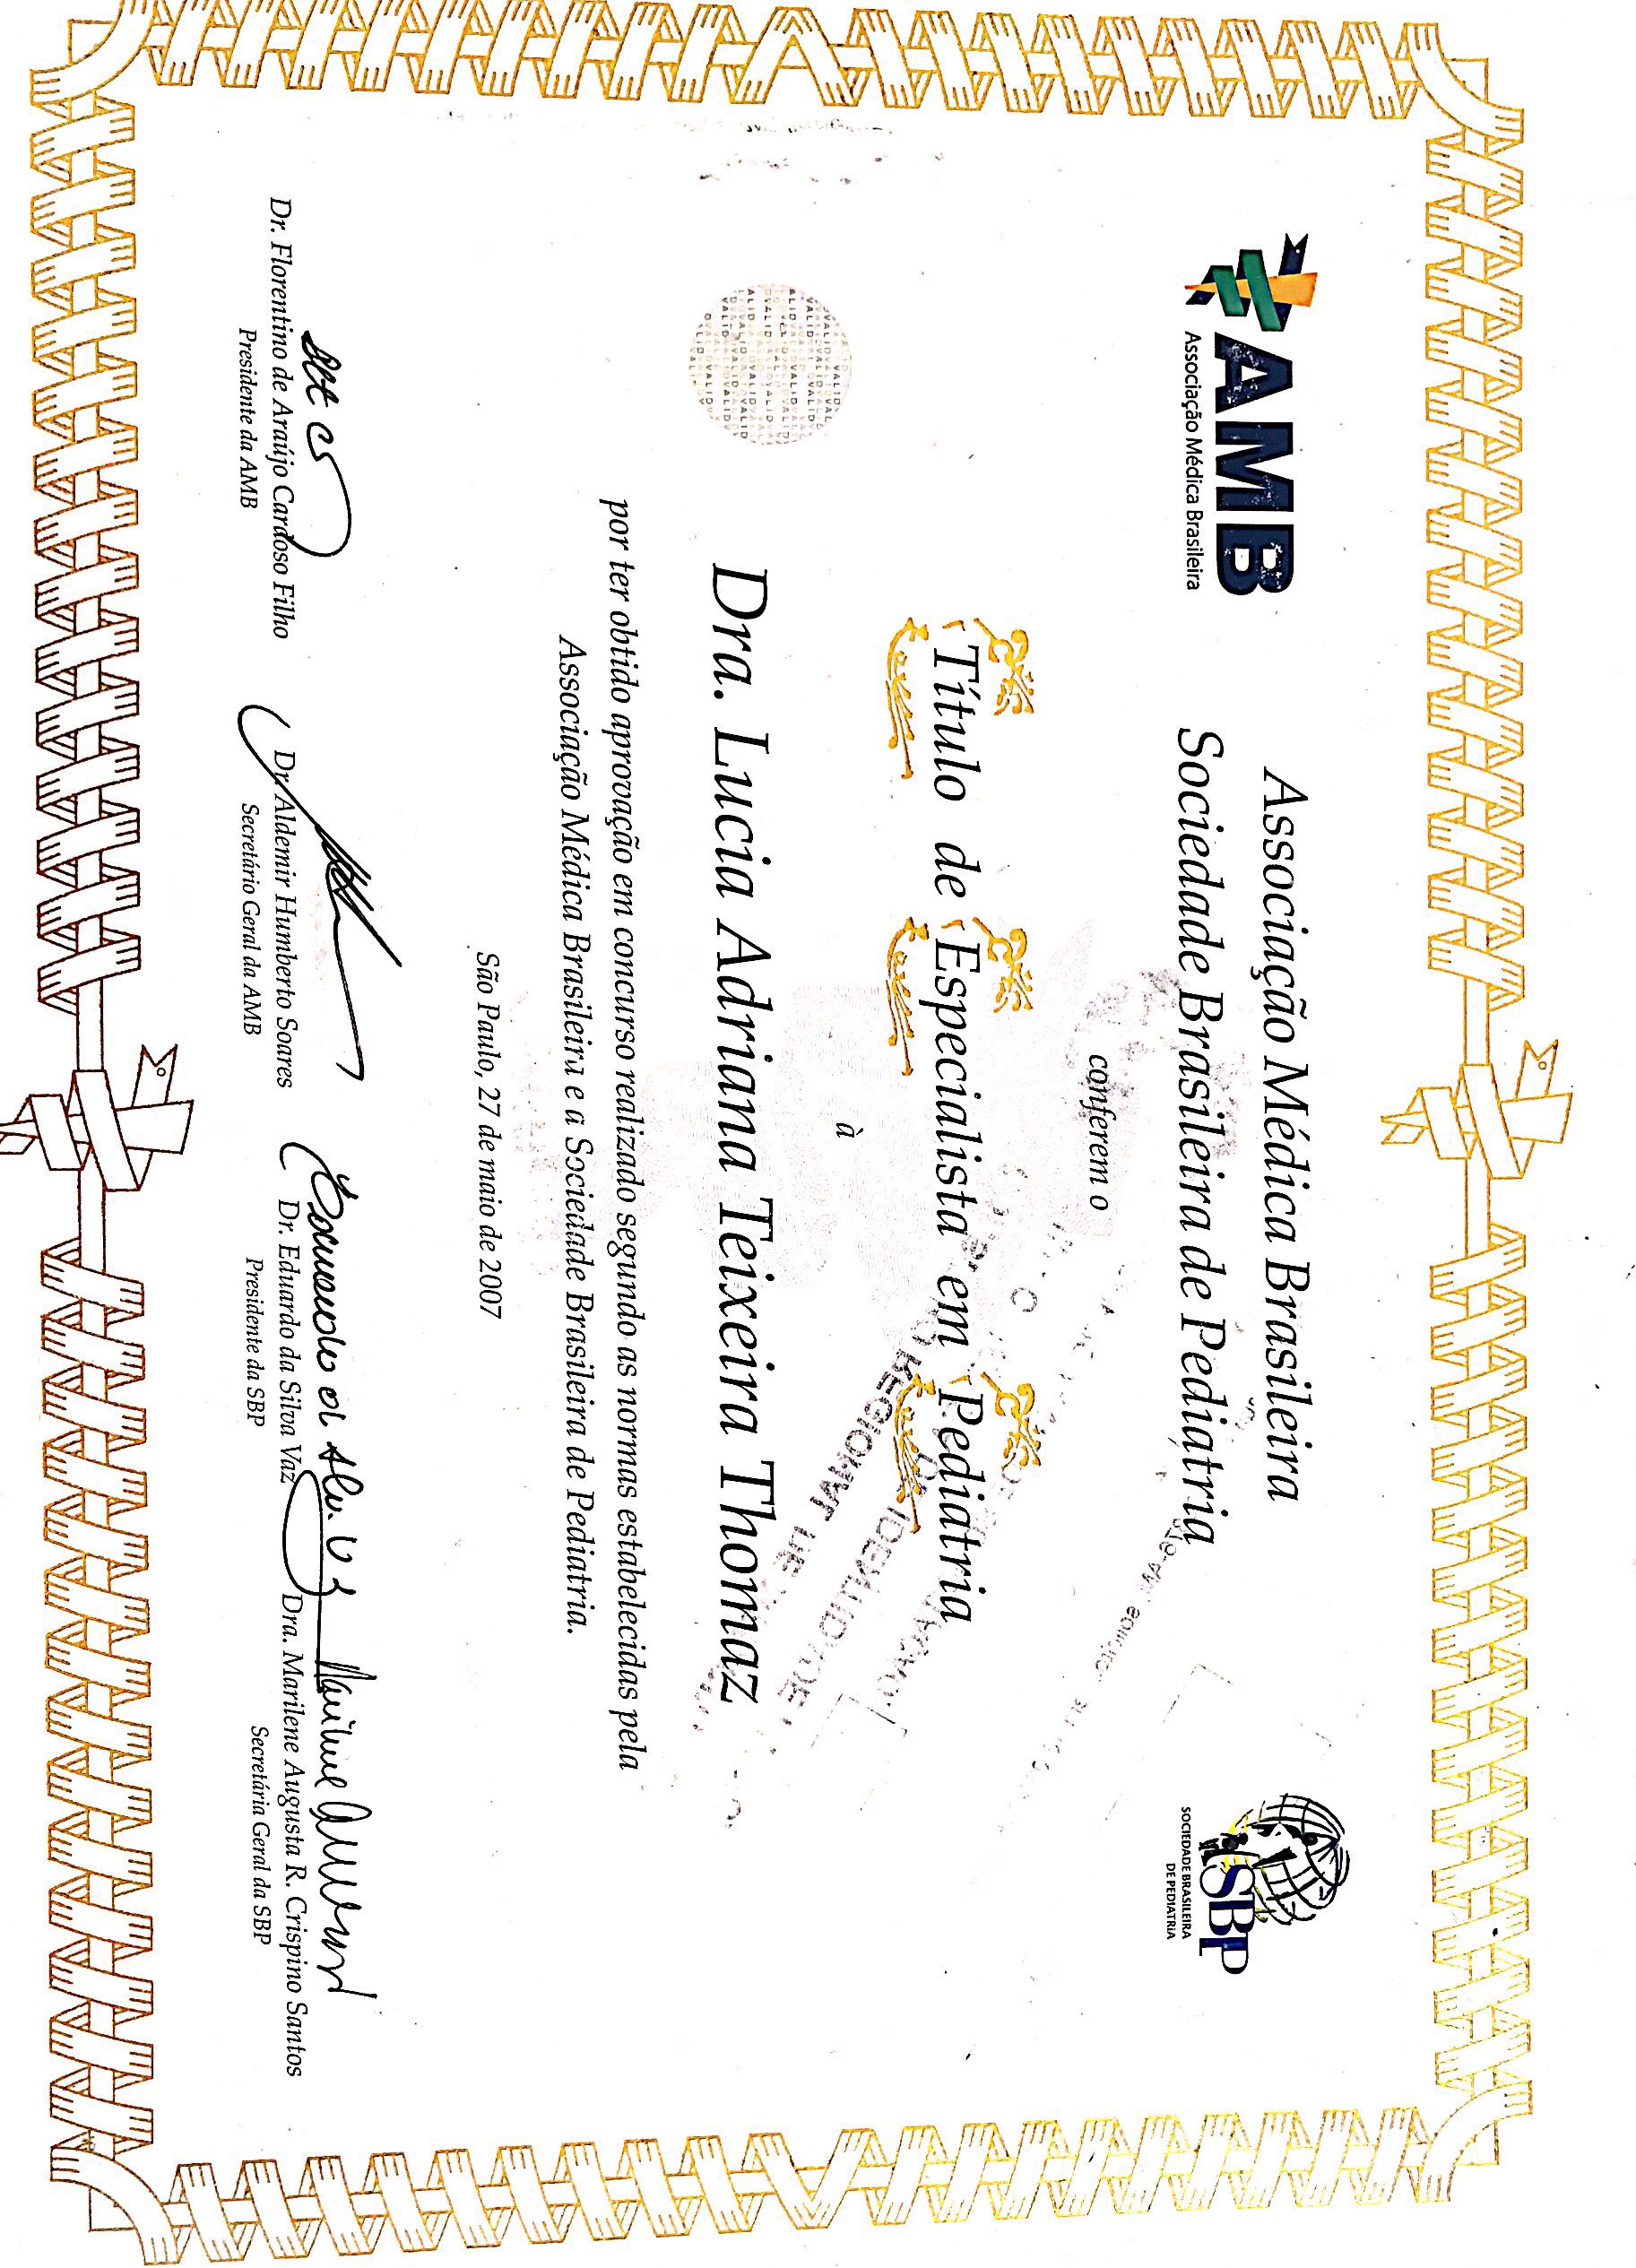 AMB
Associação Médica Brasileira
Associação Médica Brasileira
Sociedade Brasileira de Pediatria
SBP
SOCIEDADE BRASILEIRA
DE PEDIATRIA
conferem o
Título de Especialista em Pediatria
à
Dra. Lucia Adriana Teixeira Thomaz
por ter obtido aprovação em concurso realizado segundo as normas estabelecidas pela
Associação Médica Brasileira e a Sociedade Brasileira de Pediatria.
São Paulo, 27 de maio de 2007
Dr. Florentino de Araújo Cardoso Filho
Presidente da AMB
Dr. Aldemir Humberto Soares
Secretário Geral da AMB
Dr. Eduardo da Silva Vaz
Presidente da SBP
Dra. Marilene Augusta R. Crispino Santos
Secretária Geral da SBP